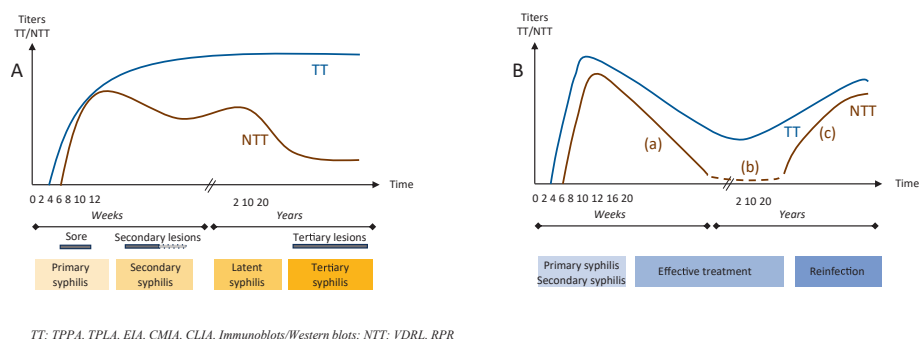 Titers
TT/NTT
A
TT
NTT
Time
0 2 4 6 8 10 12
2 10 20
Weeks
Years
Sore
Secondary lesions
Tertiary lesions
Primary
syphilis
Secondary
syphilis
Latent
syphilis
Tertiary
syphilis
Titers
TT/NTT
B
(a)
(b)
TT
(c)
NTT
Time
0 2 4 6 8 10 12 16 20
2 10 20
Weeks
Years
Primary syphilis
Secondary syphilis
Effective treatment
Reinfection
TT: TPPA, TPLA, EIA, CMIA, CLIA, Immunoblots/Western blots; NTT: VDRL, RPR